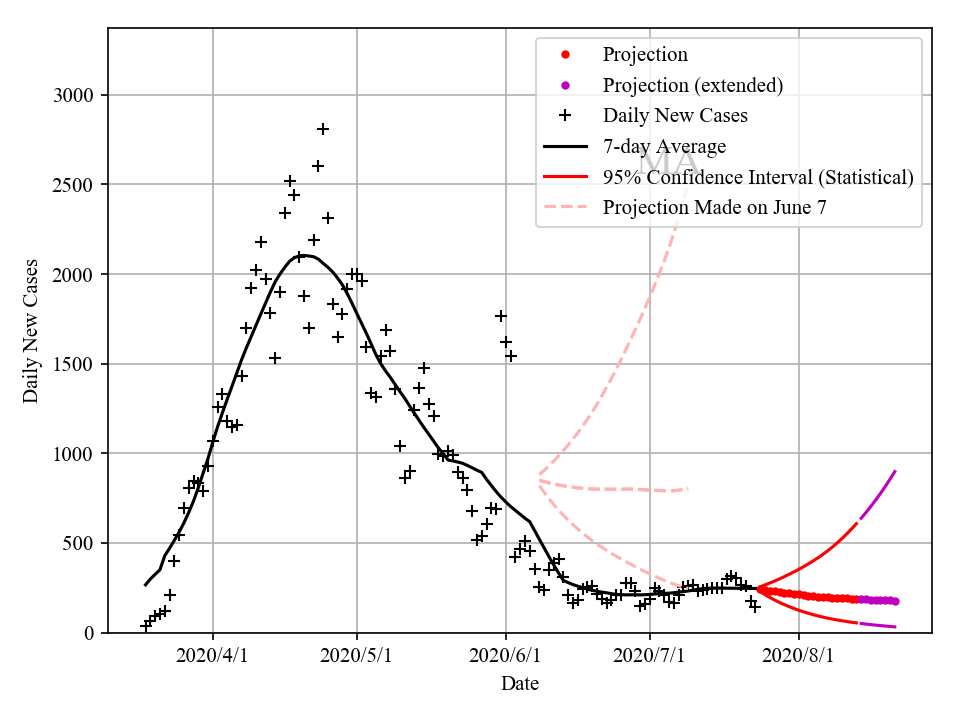 3000
2500
2000
1500
1000
500
0
Daily New Cases
2020/4/1
2020/5/1
2020/6/1
2020/7/1
2020/8/1
Date
MA
Projection
Projection (extended)
Daily New Cases
7-day Average
95% Confidence Interval (Statistical)
Projection Made on June 7